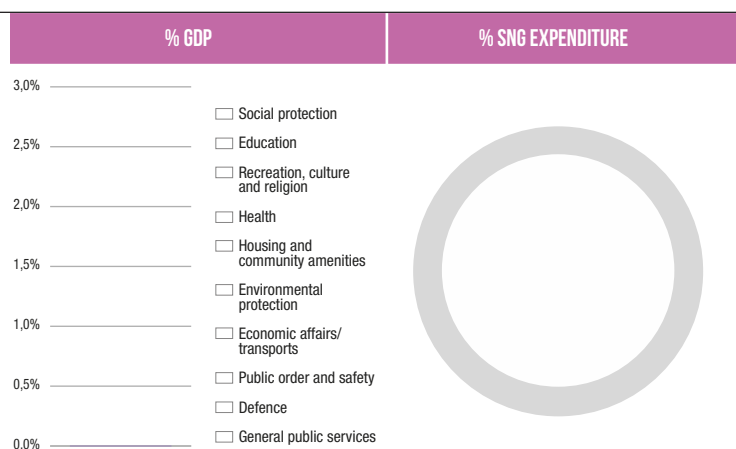 % GDP
% SNG EXPENDITURE
3,0%
2,5%
2,0%
1,5%
1,0%
0,5%
0,0%
Social protection
Education
Recreation, culture
and religion
Health
Housing and
community amenities
Environmental
protection
Economic affairs/
transports
Public order and safety
Defence
General public services